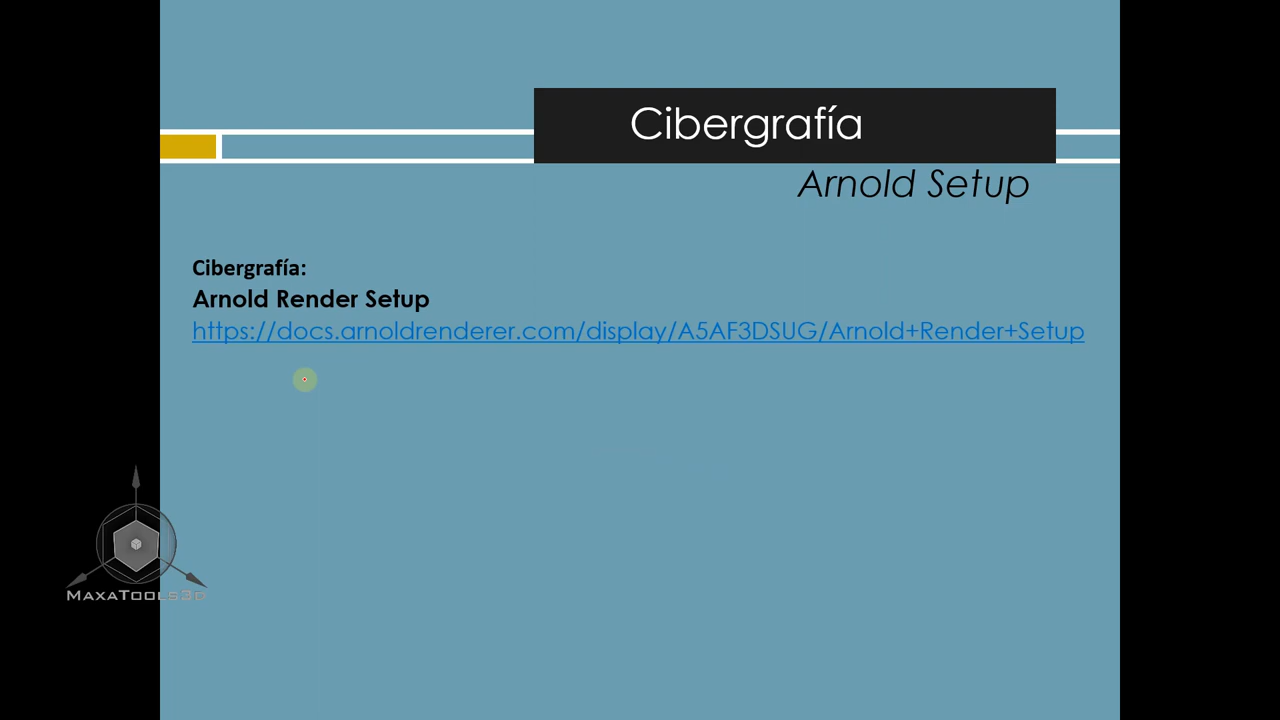 Cibergrafía
Arnold Setup
Cibergrafía:
Arnold Render Setup
https://docs.arnoldrenderer.com/display/A5AF3DSUG/Arnold+Render+Setup
MaxaTools3D